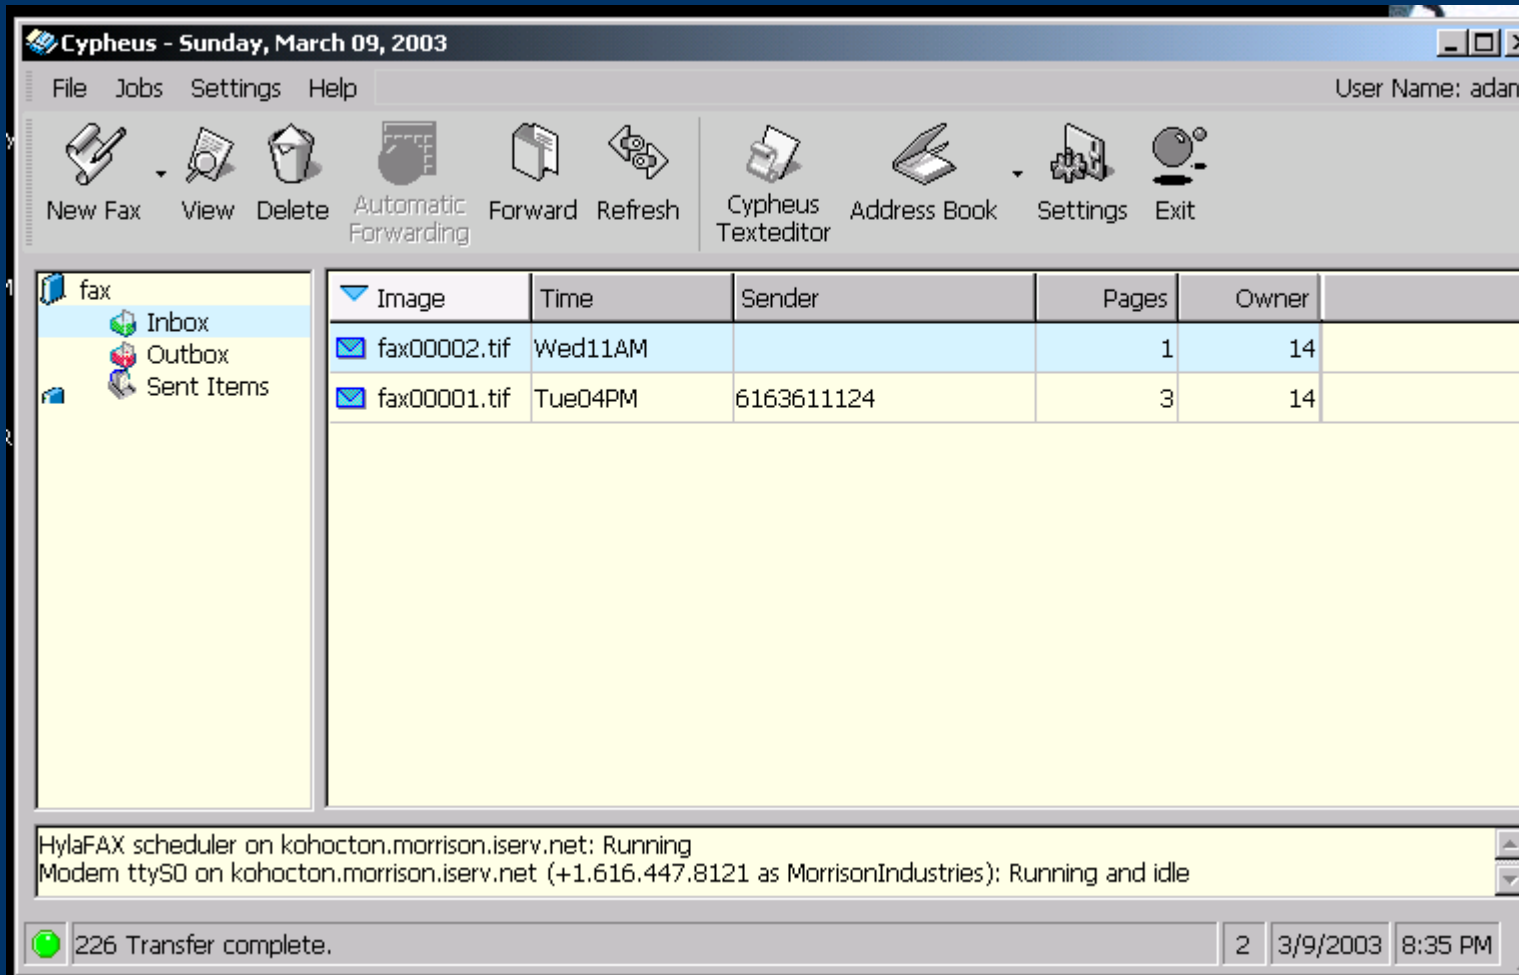 Cypheus - Sunday, March 09, 2003
File Jobs Settings Help User Name: adan
New Fax View Delete Automatic Forwarding Forward Refresh Cypheus Texteditor Address Book Settings Exit
fax
Inbox
Outbox
Sent Items
Image Time Sender Pages Owner
fax00002.tif Wed11AM 1 14
fax00001.tif Tue04PM 6163611124 3 14
HylaFAX scheduler on kohocton.morrison.iserv.net: Running
Modem ttyS0 on kohocton.morrison.iserv.net (+1.616.447.8121 as MorrisonIndustries): Running and idle
226 Transfer complete. 2 3/9/2003 8:35 PM